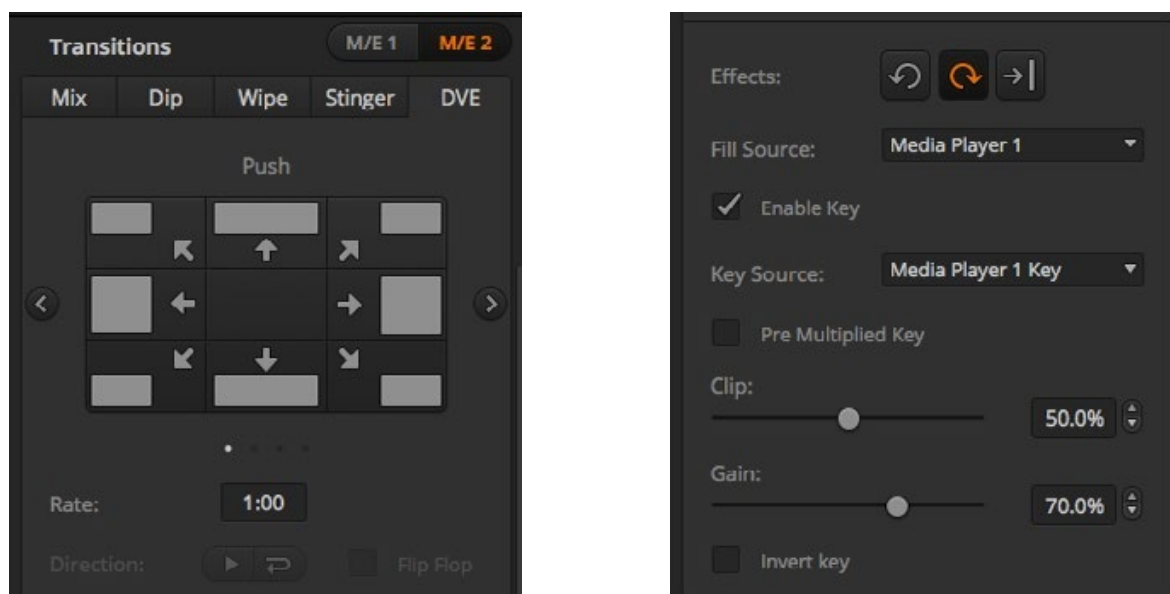 Transitions M/E 1 M/E 2
Mix Dip Wipe Stinger DVE
Push
Rate: 1:00
Direction: Flip Flop
Effects:
Fill Source: Media Player 1
Enable Key
Key Source: Media Player 1 Key
Pre Multiplied Key
Clip:
50.0%
Gain:
70.0%
Invert key